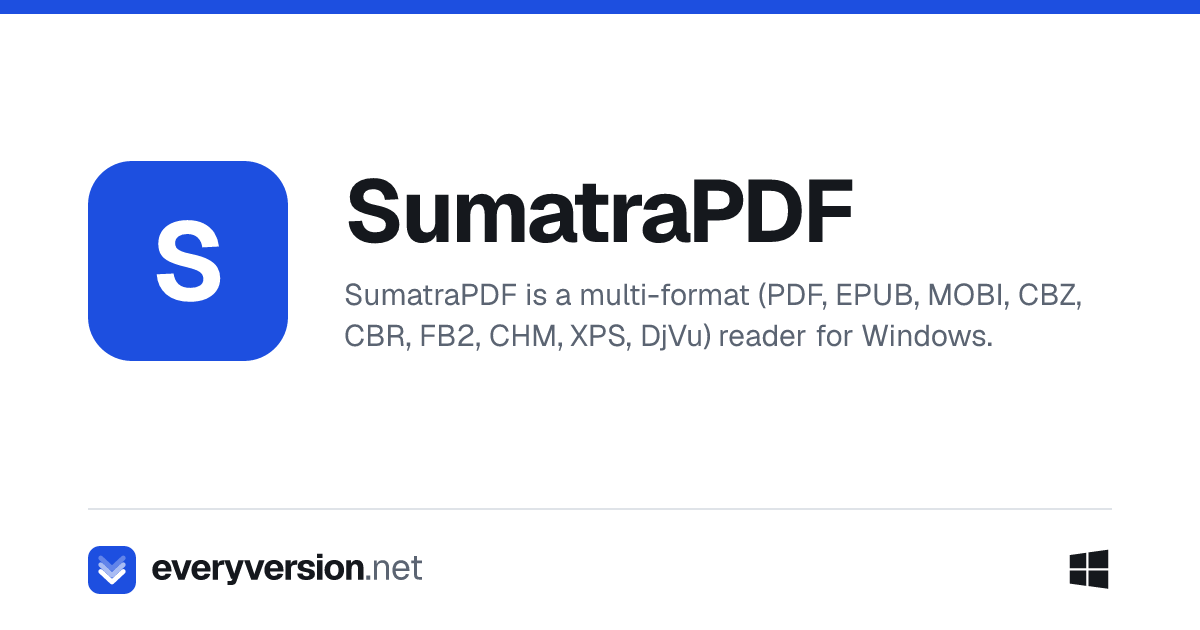 S
SumatraPDF
SumatraPDF is a multi-format (PDF, EPUB, MOBI, CBZ,
CBR, FB2, CHM, XPS, DjVu) reader for Windows.
everyversion.net